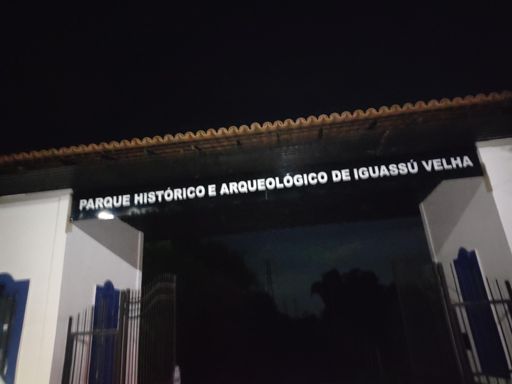 PARQUE HISTÓRICO E ARQUEOLÓGICO DE IGUASSÚ VELHA